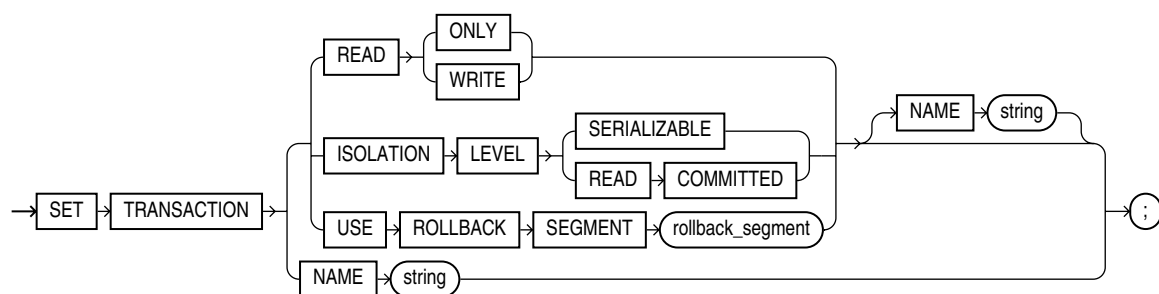 ONLY
READ
WRITE
NAME string
SERIALIZABLE
ISOLATION LEVEL
READ COMMITTED
SET TRANSACTION ;
USE ROLLBACK SEGMENT rollback_segment
NAME string